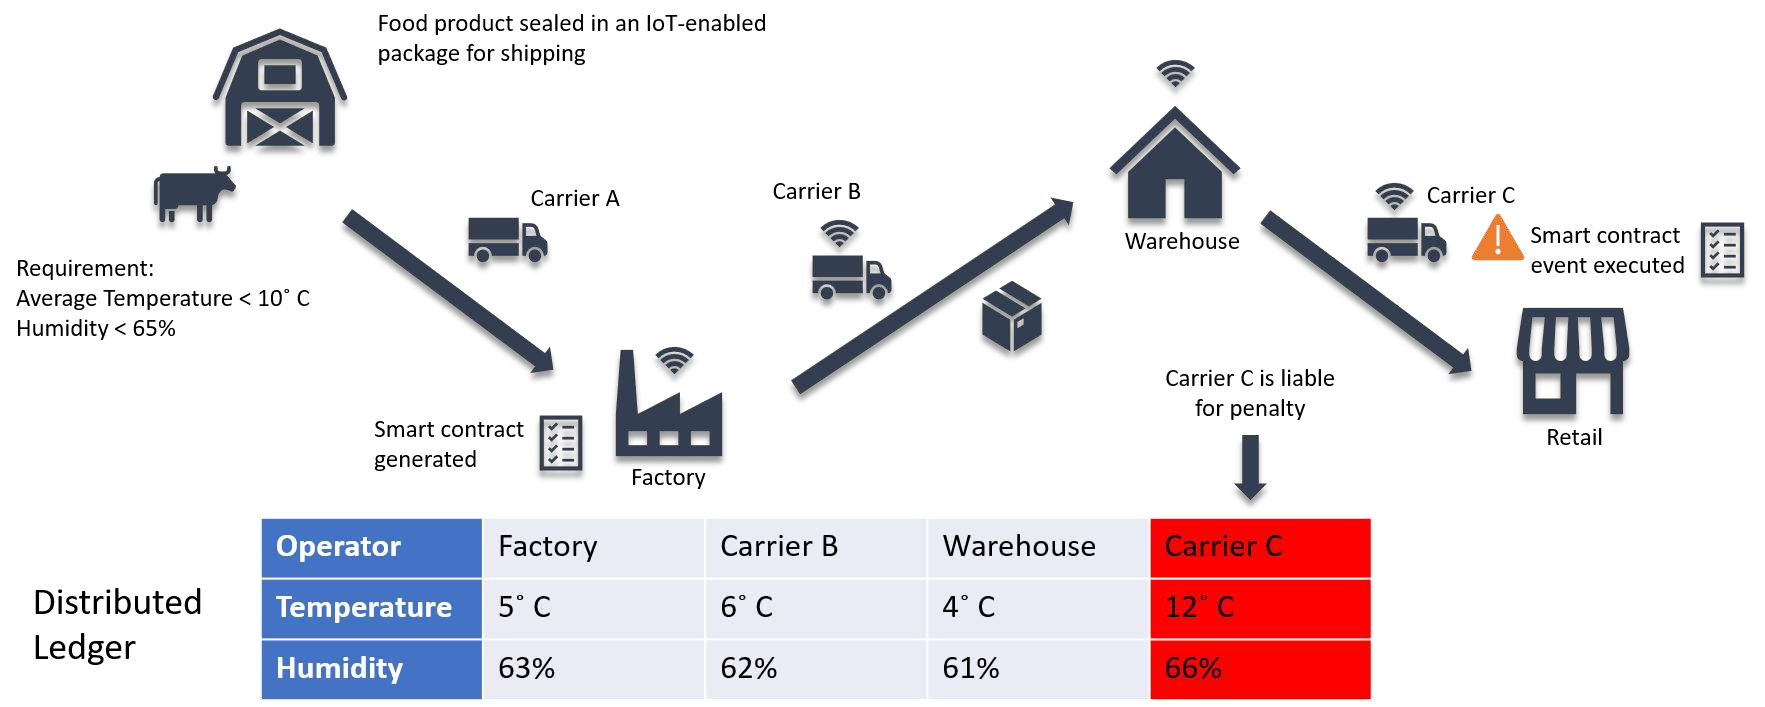 Food product sealed in an IoT-enabled
package for shipping
Requirement:
Average Temperature < 10˚ C
Humidity < 65%
Carrier A
Smart contract
generated
Factory
Carrier B
Warehouse
Carrier C
Smart contract
event executed
Retail
Carrier C is liable
for penalty
Distributed
Ledger
Operator Factory Carrier B Warehouse Carrier C
Temperature 5˚ C 6˚ C 4˚ C 12˚ C
Humidity 63% 62% 61% 66%